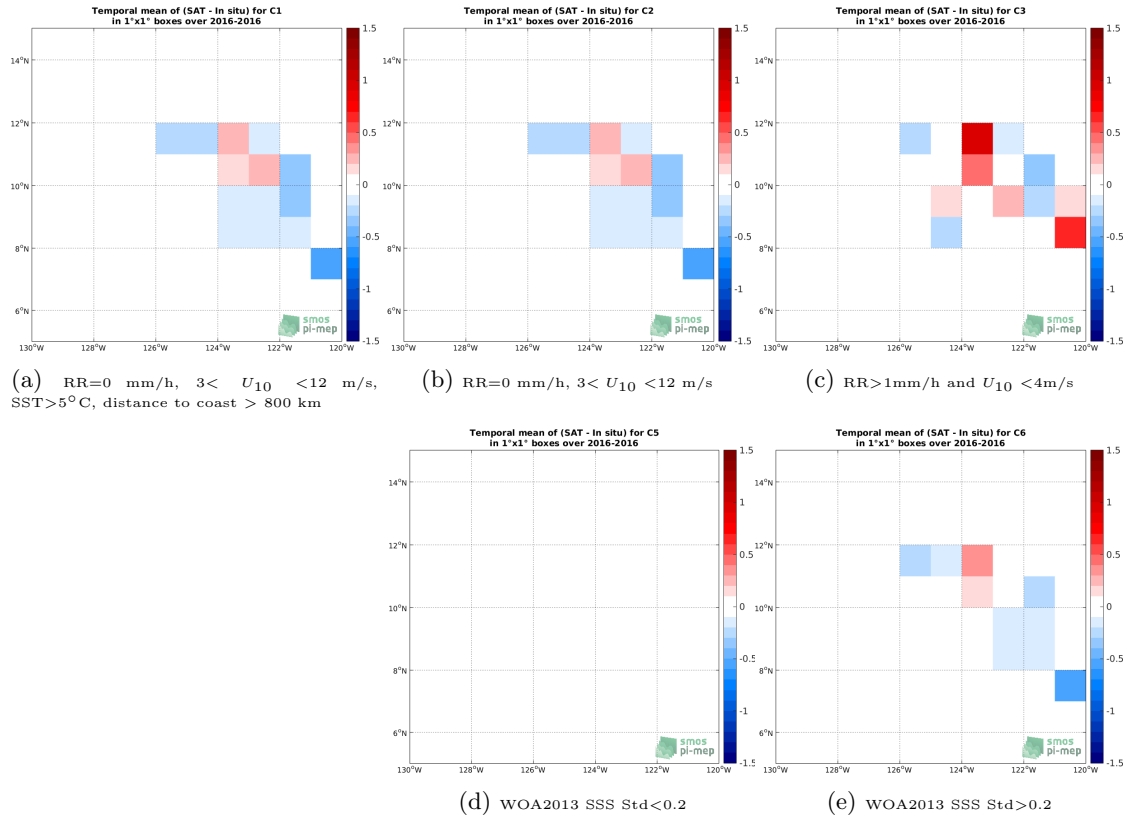 Temporal mean of (SAT - In situ) for C1
in 1°x1° boxes over 2016-2016
14°N
12°N
10°N
8°N
6°N
130°W
128°W
126°W
124°W
122°W
120°W
1.5
1
0.5
0
-0.5
-1
-1.5
smos
pi-mep
(a) RR=0 mm/h, 3< U10 <12 m/s,
SST>5°C, distance to coast > 800 km
Temporal mean of (SAT - In situ) for C2
in 1°x1° boxes over 2016-2016
14°N
12°N
10°N
8°N
6°N
130°W
128°W
126°W
124°W
122°W
120°W
1.5
1
0.5
0
-0.5
-1
-1.5
smos
pi-mep
(b) RR=0 mm/h, 3< U10 <12 m/s
Temporal mean of (SAT - In situ) for C3
in 1°x1° boxes over 2016-2016
14°N
12°N
10°N
8°N
6°N
130°W
128°W
126°W
124°W
122°W
120°W
1.5
1
0.5
0
-0.5
-1
-1.5
smos
pi-mep
(c) RR>1mm/h and U10 <4m/s
Temporal mean of (SAT - In situ) for C5
in 1°x1° boxes over 2016-2016
14°N
12°N
10°N
8°N
6°N
130°W
128°W
126°W
124°W
122°W
120°W
1.5
1
0.5
0
-0.5
-1
-1.5
smos
pi-mep
(d) WOA2013 SSS Std<0.2
Temporal mean of (SAT - In situ) for C6
in 1°x1° boxes over 2016-2016
14°N
12°N
10°N
8°N
6°N
130°W
128°W
126°W
124°W
122°W
120°W
1.5
1
0.5
0
-0.5
-1
-1.5
smos
pi-mep
(e) WOA2013 SSS Std>0.2